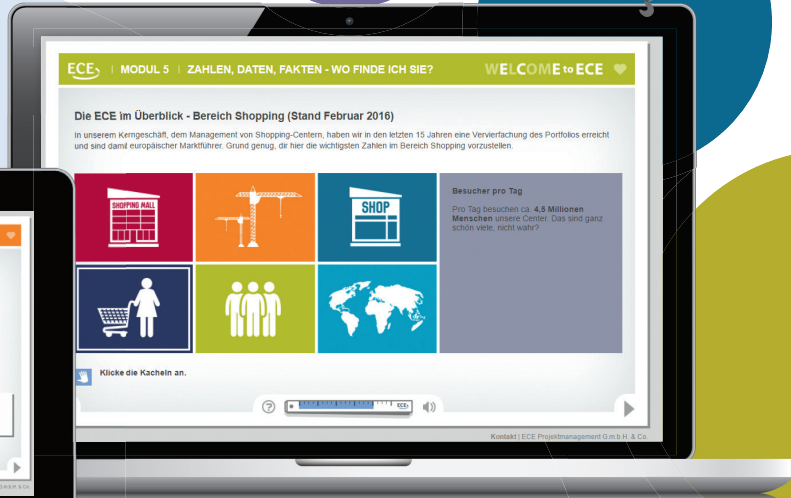 ECE
MODUL 5 | ZAHLEN, DATEN, FAKTEN - WO FINDE ICH SIE?
WELCOME to ECE
Die ECE im Überblick - Bereich Shopping (Stand Februar 2016)
In unserem Kerngeschäft, dem Management von Shopping-Centern, haben wir in den letzten 15 Jahren eine Vervierfachung des Portfolios erreicht
und sind damit europäischer Marktführer. Grund genug, dir hier die wichtigsten Zahlen im Bereich Shopping vorzustellen.
SHOPPING MALL
SHOP
Besucher pro Tag
Pro Tag besuchen ca. 4,5 Millionen
Menschen unsere Center. Das sind ganz
schön viele, nicht wahr?
Klicke die Kacheln an.
?
ECE
Kontakt | ECE Projektmanagement G.m.b.H. & Co.